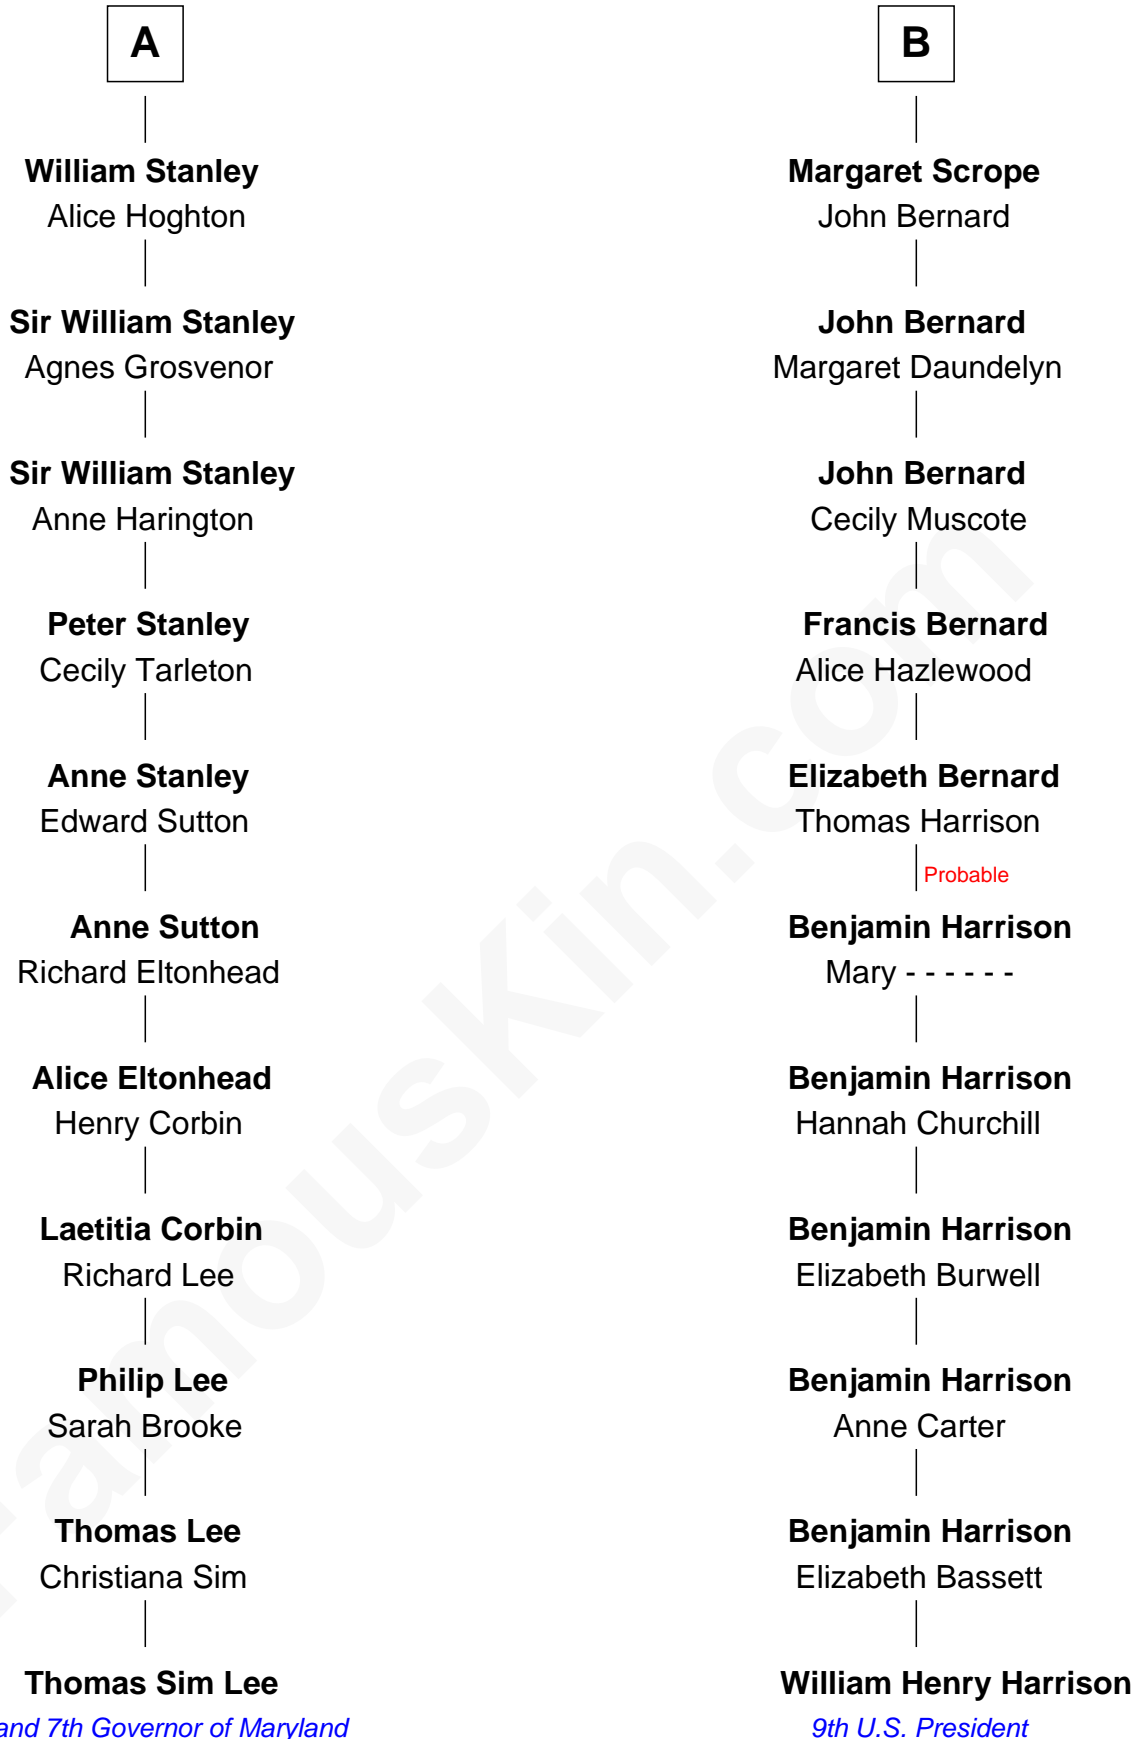 A
William Stanley
Alice Hoghton
Sir William Stanley
Agnes Grosvenor
Sir William Stanley
Anne Harington
Peter Stanley
Cecily Tarleton
Anne Stanley
Edward Sutton
Anne Sutton
Richard Eltonhead
Alice Eltonhead
Henry Corbin
Laetitia Corbin
Richard Lee
Philip Lee
Sarah Brooke
Thomas Lee
Christiana Sim
Thomas Sim Lee
and 7th Governor of Maryland
B
Margaret Scrope
John Bernard
John Bernard
Margaret Daundelyn
John Bernard
Cecily Muscote
Francis Bernard
Alice Hazlewood
Elizabeth Bernard
Thomas Harrison
Probable
Benjamin Harrison
Mary - - - - - -
Benjamin Harrison
Hannah Churchill
Benjamin Harrison
Elizabeth Burwell
Benjamin Harrison
Anne Carter
Benjamin Harrison
Elizabeth Bassett
William Henry Harrison
9th U.S. President
FamousKin.com